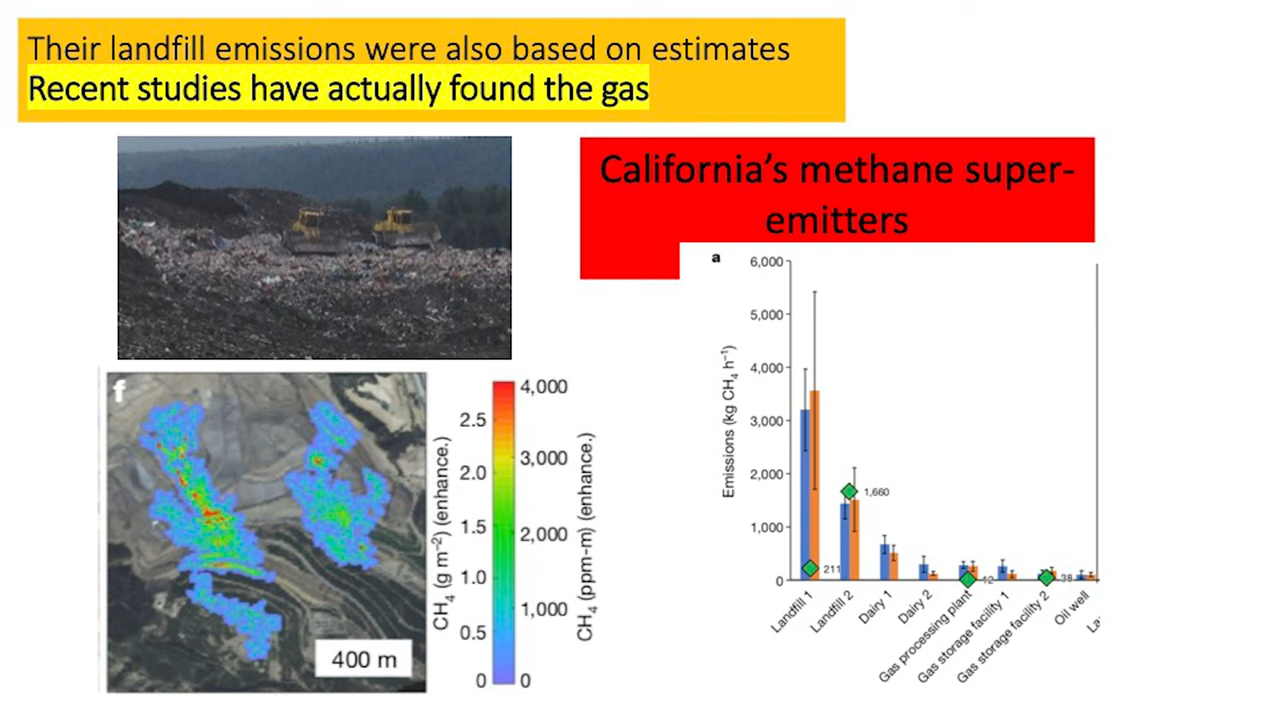 Their landfill emissions were also based on estimates
Recent studies have actually found the gas
California's methane super-
emitters
a
6,000
5,000
4,000
3,000
2,000
1,000
0
Emissions (kg CH₄ h⁻¹)
211
1,660
12
38
Landfill 1
Landfill 2
Dairy 1
Dairy 2
Gas processing plant
Gas storage facility 1
Gas storage facility 2
Oil well
La
f
400 m
2.5
2.0
1.5
1.0
0.5
0
CH₄ (g m⁻²) (enhance.)
4,000
3,000
2,000
1,000
0
CH₄ (ppm-m) (enhance.)